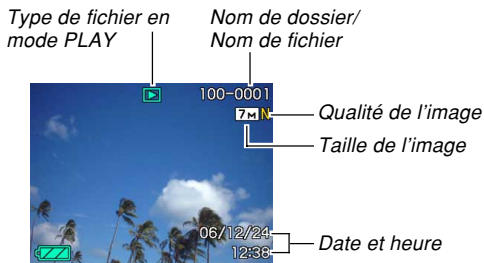 Type de fichier en
mode PLAY
Nom de dossier/
Nom de fichier
100-0001
7M N
Qualité de l'image
Taille de l'image
06/12/24
12:38
Date et heure